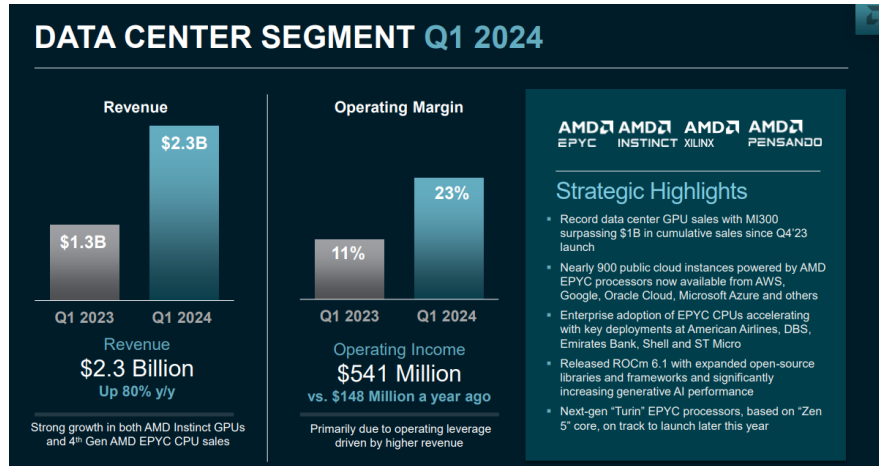 DATA CENTER SEGMENT Q1 2024
Revenue
$2.3B
$1.3B
Q1 2023 Q1 2024
Revenue
$2.3 Billion
Up 80% y/y
Strong growth in both AMD Instinct GPUs
and 4th Gen AMD EPYC CPU sales
Operating Margin
23%
11%
Q1 2023 Q1 2024
Operating Income
$541 Million
vs. $148 Million a year ago
Primarily due to operating leverage
driven by higher revenue
AMD AMD AMD AMD
EPYC INSTINCT XILINX PENSANDO
Strategic Highlights
▪ Record data center GPU sales with MI300
surpassing $1B in cumulative sales since Q4'23
launch
▪ Nearly 900 public cloud instances powered by AMD
EPYC processors now available from AWS,
Google, Oracle Cloud, Microsoft Azure and others
▪ Enterprise adoption of EPYC CPUs accelerating
with key deployments at American Airlines, DBS,
Emirates Bank, Shell and ST Micro
▪ Released ROCm 6.1 with expanded open-source
libraries and frameworks and significantly
increasing generative AI performance
▪ Next-gen “Turin” EPYC processors, based on “Zen
5” core, on track to launch later this year